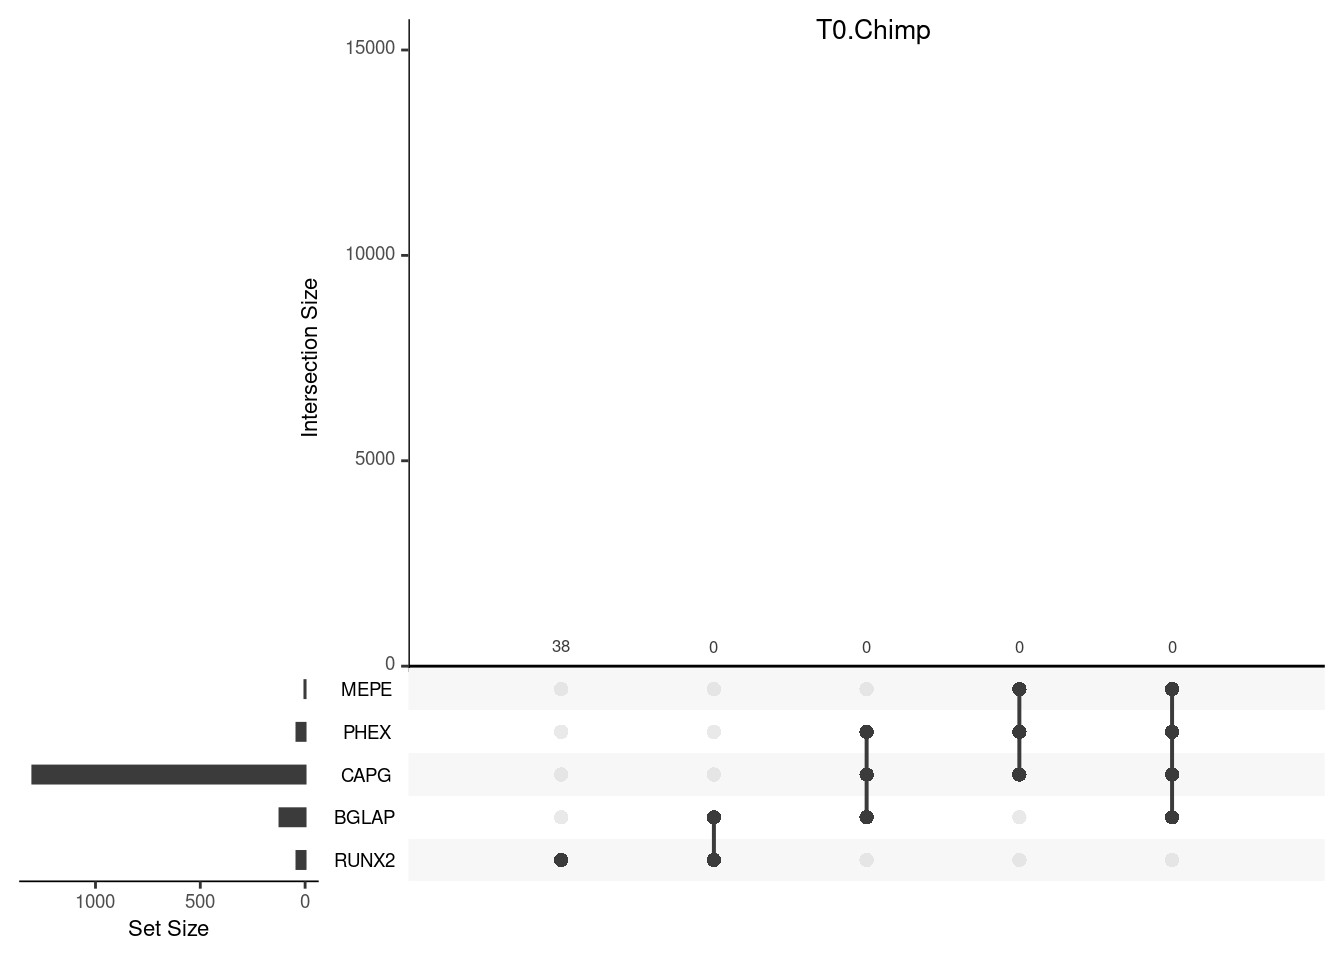 T0.Chimp
15000
10000
5000
0
Intersection Size
38 0 0 0 0
MEPE
PHEX
CAPG
BGLAP
RUNX2
1000 500 0
Set Size